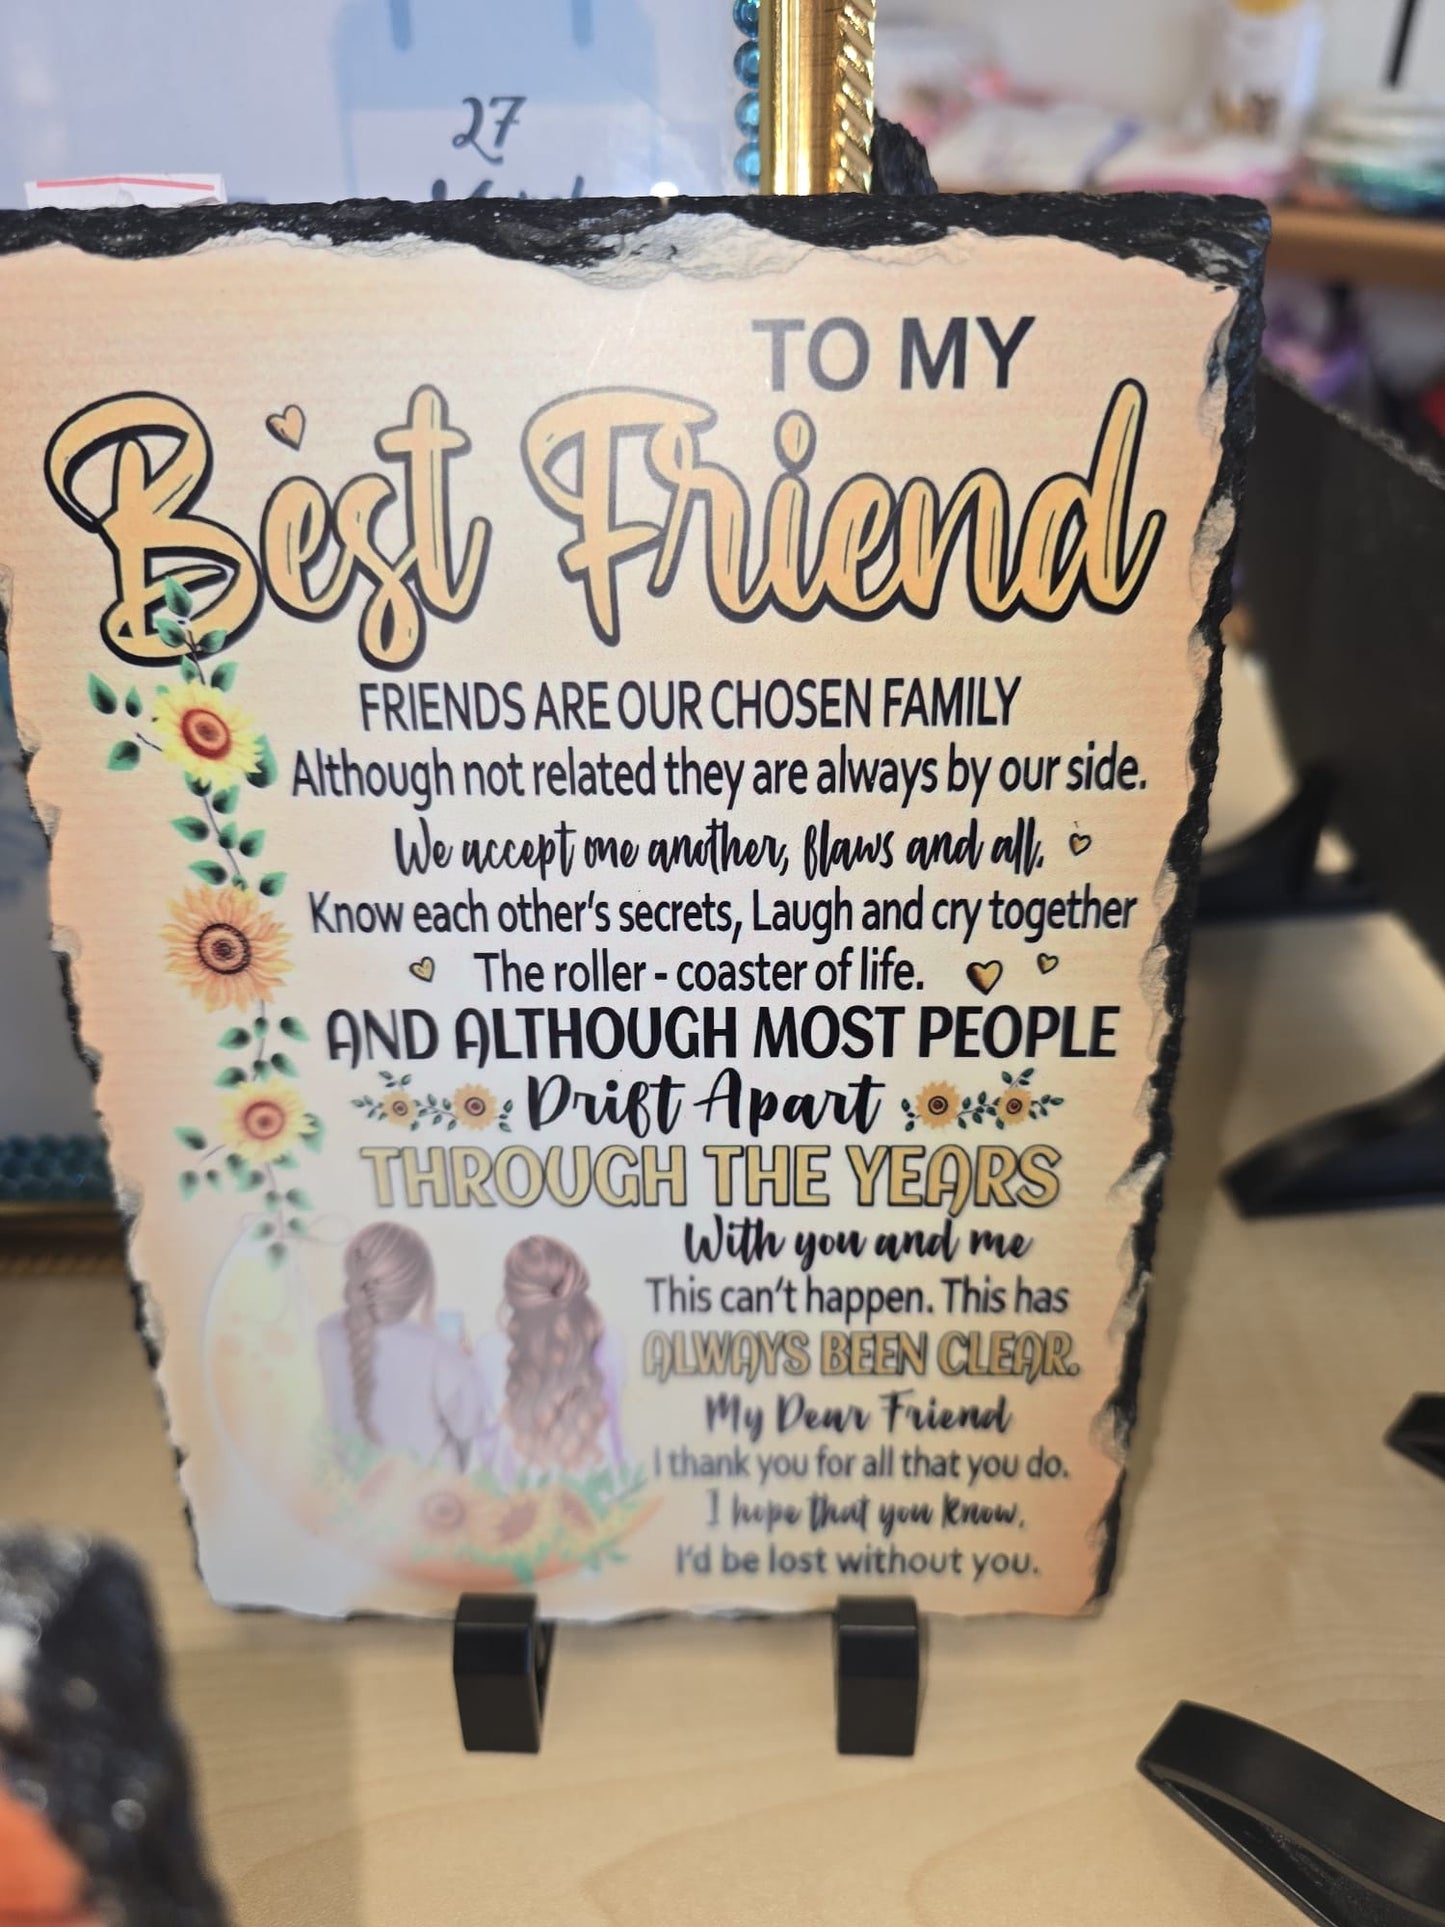 27
TO MY
Best Friend
FRIENDS ARE OUR CHOSEN FAMILY
Although not related they are always by our side.
We accept one another, flaws and all.
Know each other's secrets, Laugh and cry together
The roller - coaster of life.
AND ALTHOUGH MOST PEOPLE
Drift Apart
THROUGH THE YEARS
With you and me
This can't happen. This has
ALWAYS BEEN CLEAR.
My Dear Friend
I thank you for all that you do.
I hope that you know,
I'd be lost without you.